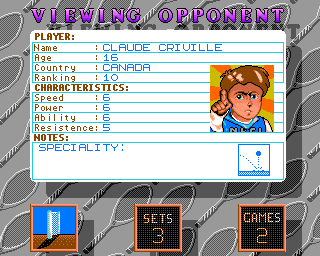 VIEWING OPPONENT
PLAYER:
Name : CLAUDE CRIVILLE
Age : 16
Country : CANADA
Ranking : 10
CHARACTERISTICS:
Speed : 6
Power : 6
Ability : 6
Resistence: 5
NOTES:
SPECIALITY:
SETS
3
GAMES
2